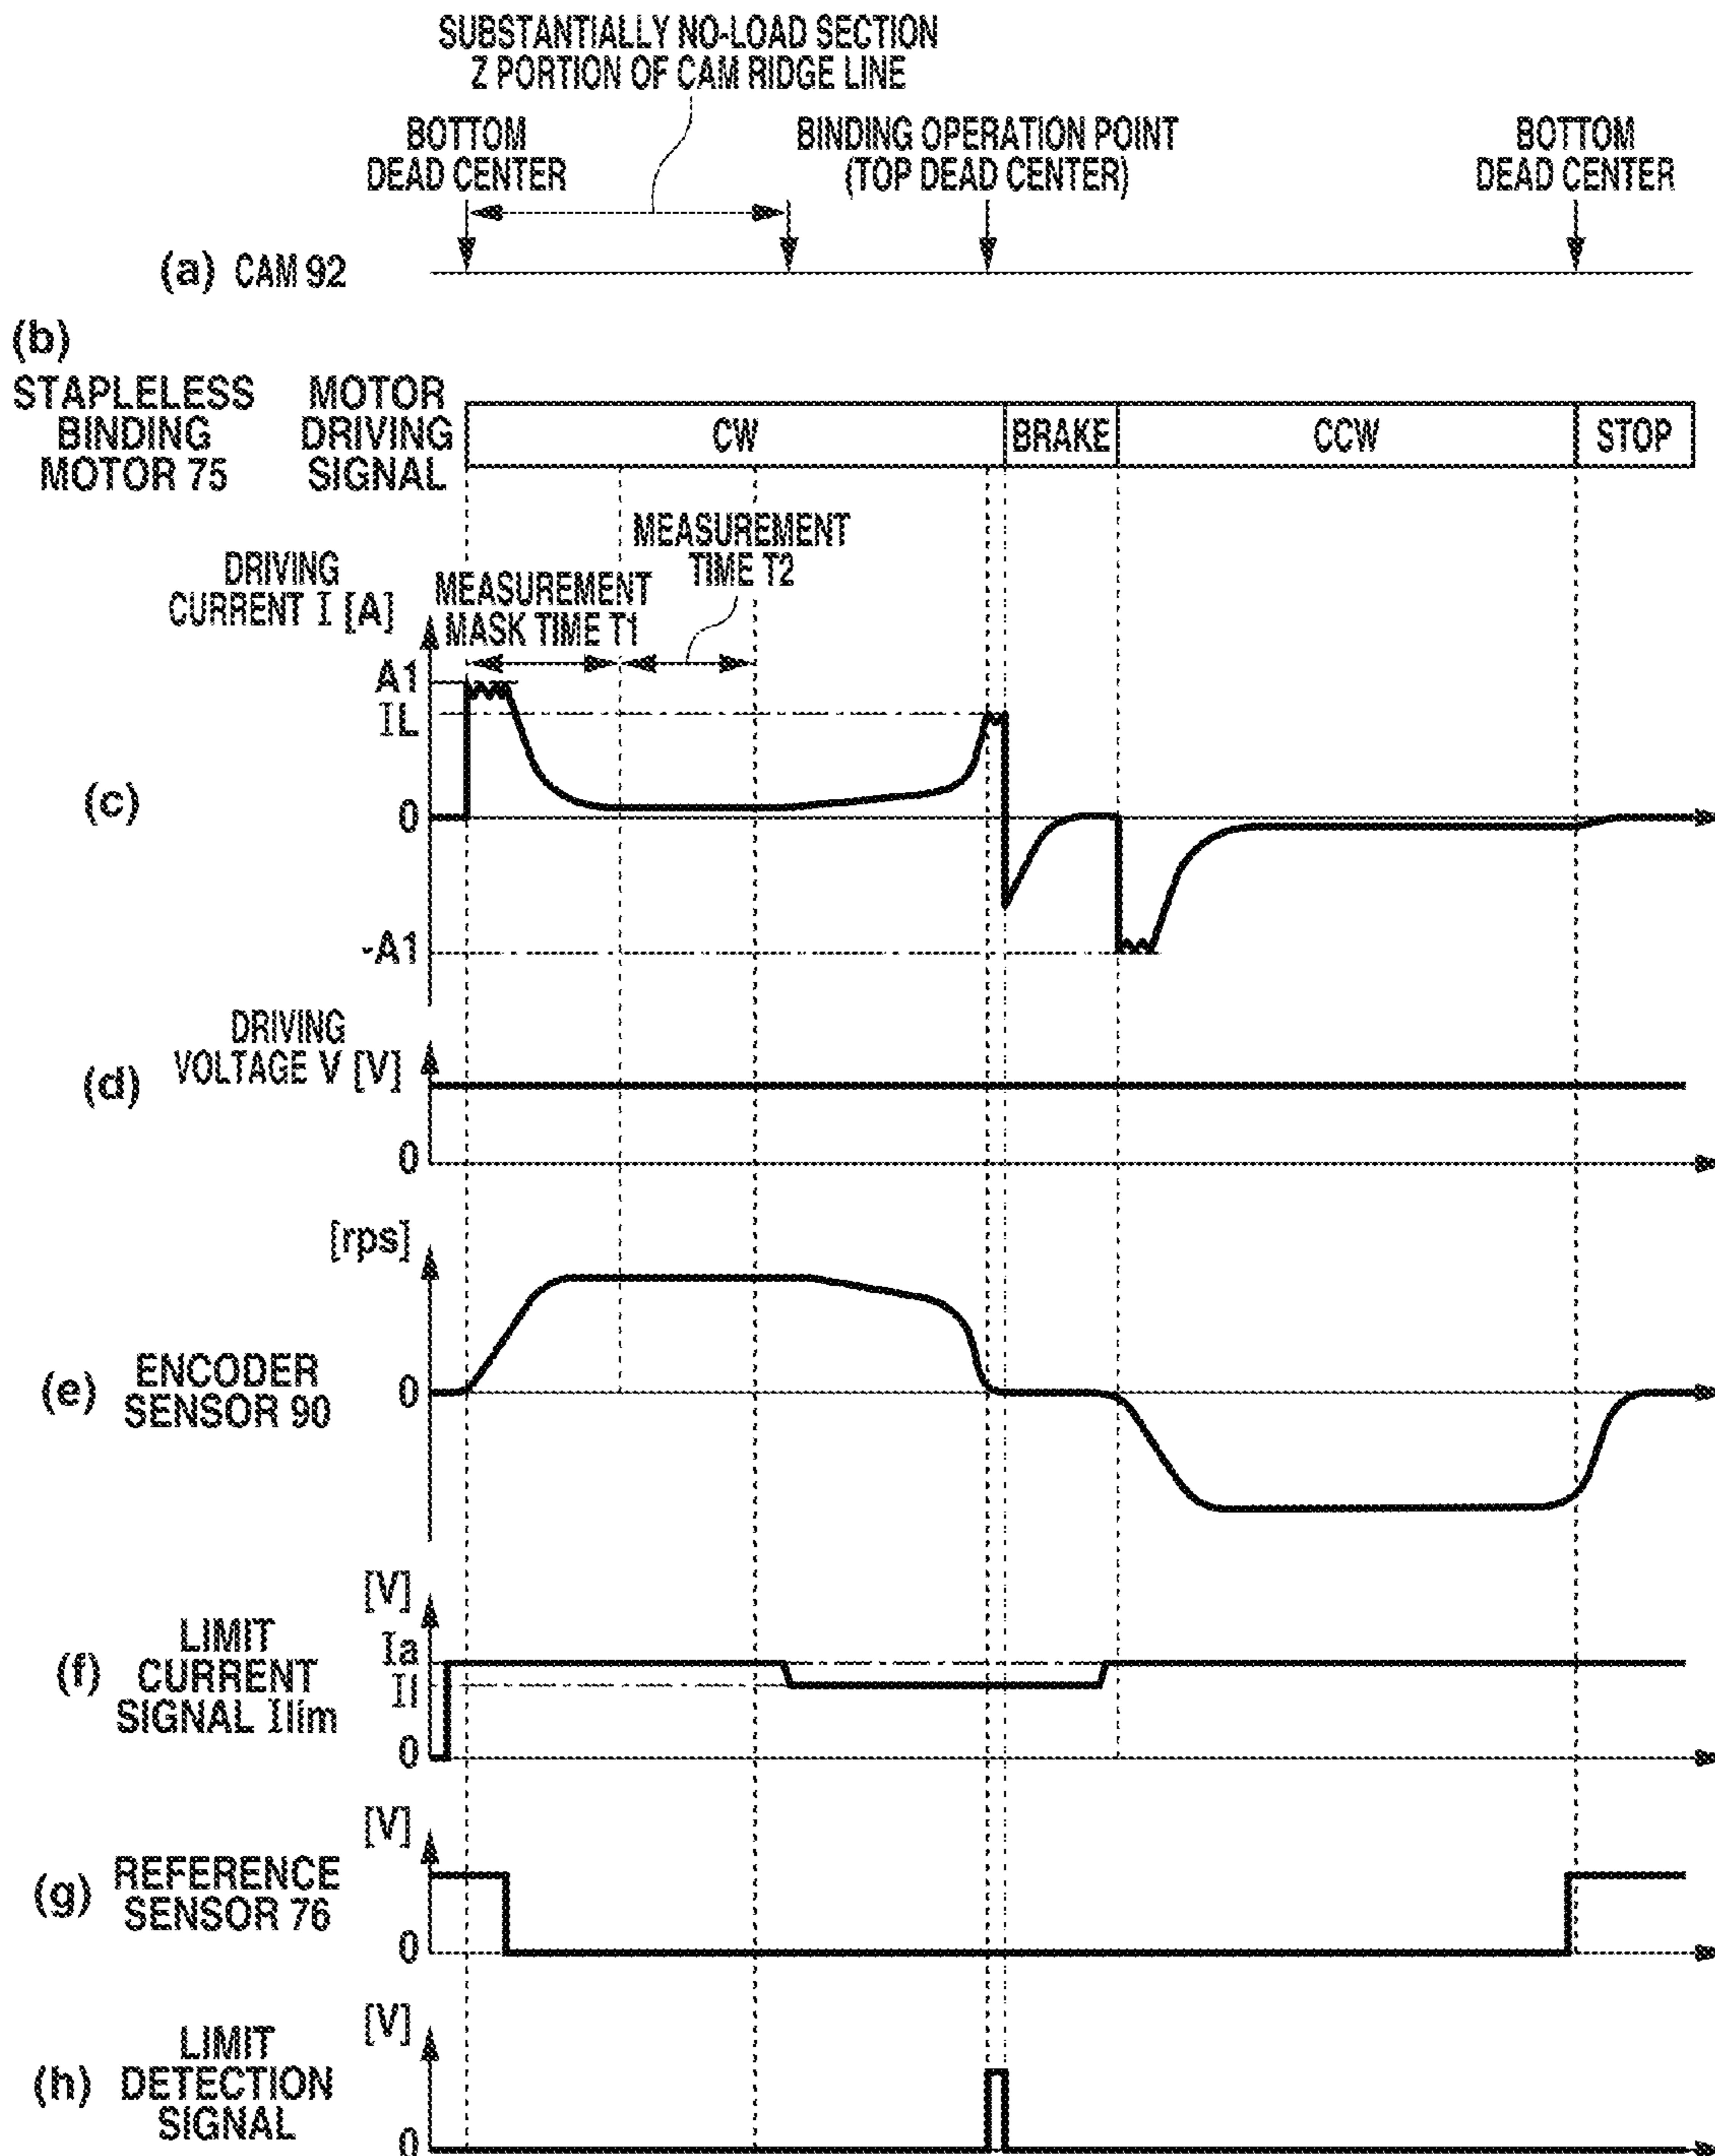 SUBSTANTIALLY NO-LOAD SECTION
Z PORTION OF CAM RIDGE LINE
BOTTOM
DEAD CENTER
BINDING OPERATION POINT
(TOP DEAD CENTER)
BOTTOM
DEAD CENTER
(a) CAM 92
(b)
STAPLELESS
BINDING
MOTOR 75
MOTOR
DRIVING
SIGNAL
CW
BRAKE
CCW
STOP
MEASUREMENT
TIME T2
DRIVING
CURRENT I [A]
MEASUREMENT
MASK TIME T1
A1
IL
(c)
0
-A1
DRIVING
VOLTAGE V [V]
(d)
0
[rps]
(e) ENCODER
SENSOR 90
0
[V]
(f) LIMIT
CURRENT
SIGNAL Ilim
Ia
Il
0
[V]
(g) REFERENCE
SENSOR 76
0
[V]
(h) LIMIT
DETECTION
SIGNAL
0